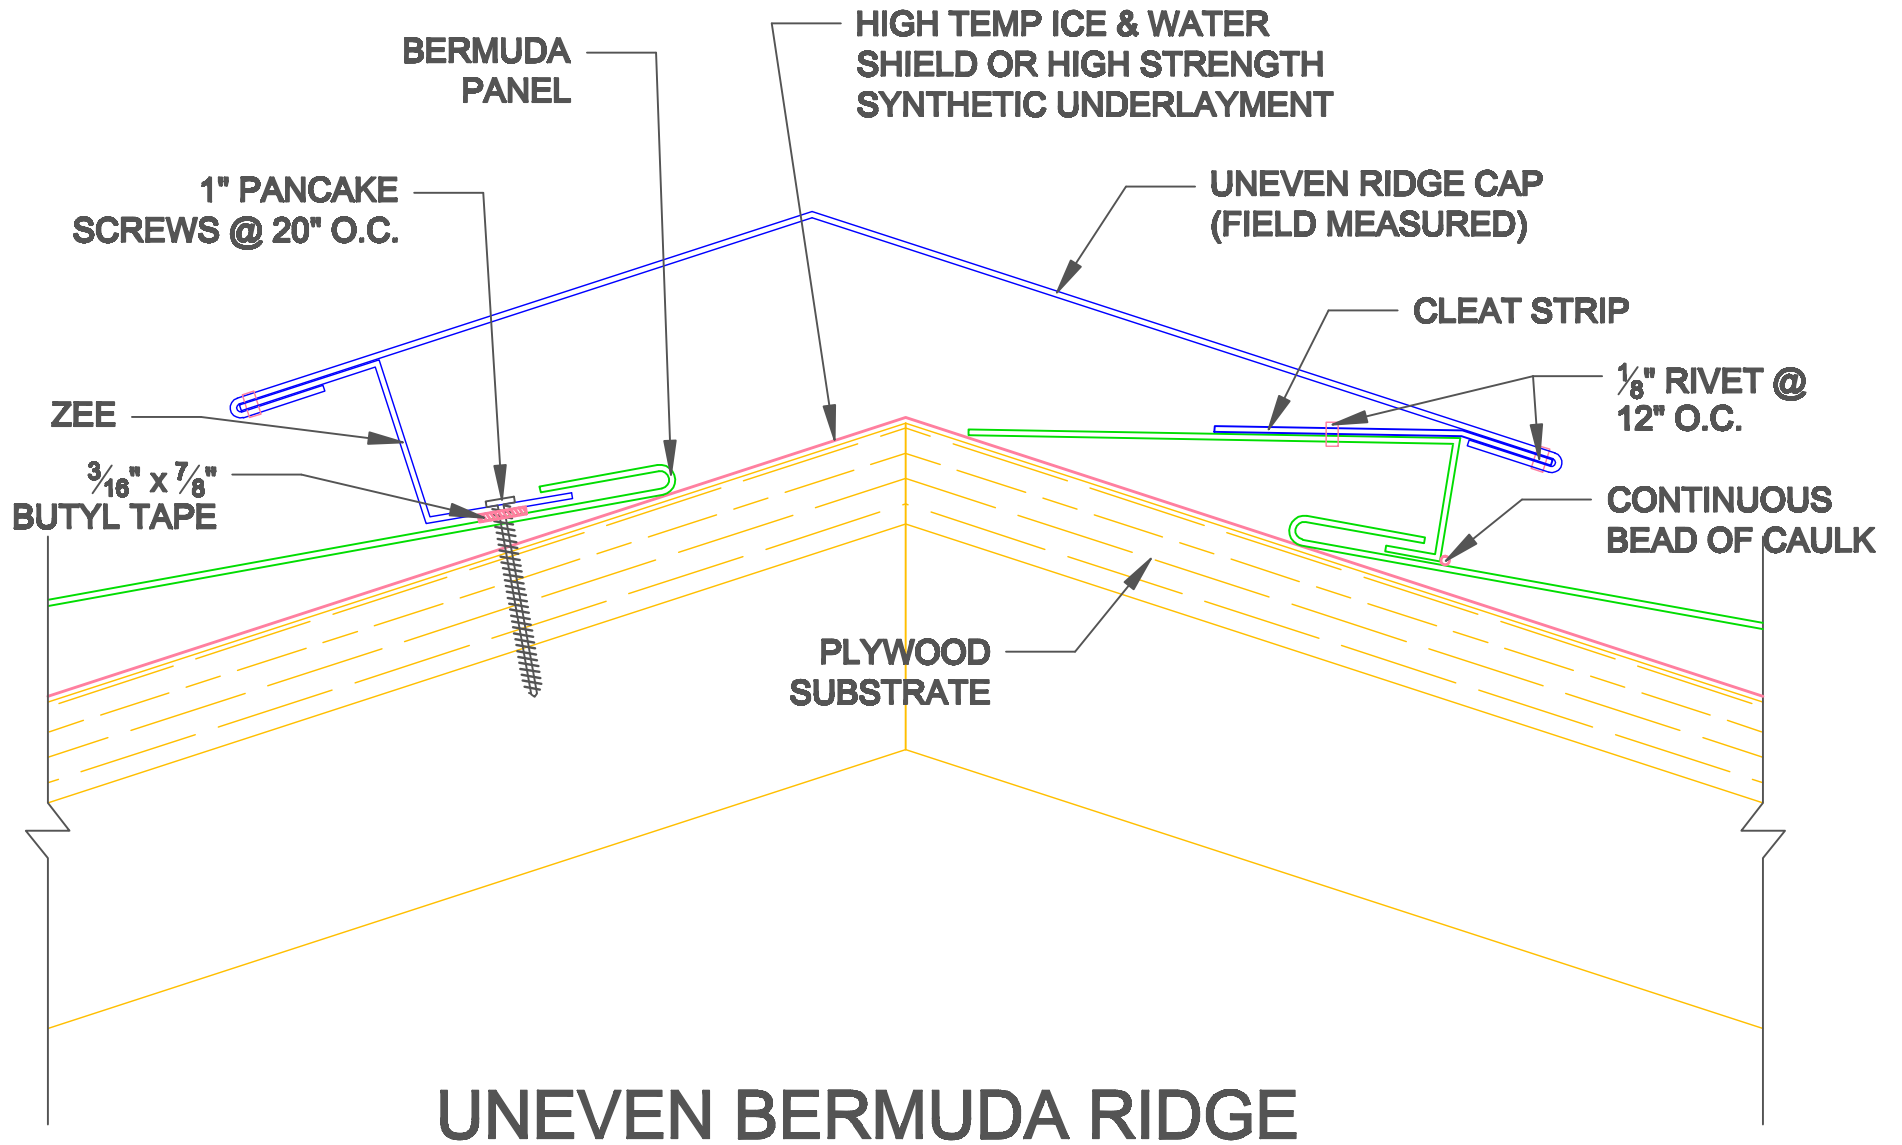 HIGH TEMP ICE & WATER
SHIELD OR HIGH STRENGTH
SYNTHETIC UNDERLAYMENT
BERMUDA
PANEL
1" PANCAKE
SCREWS @ 20" O.C.
UNEVEN RIDGE CAP
(FIELD MEASURED)
CLEAT STRIP
1/8" RIVET @
12" O.C.
ZEE
3/16" x 7/8"
BUTYL TAPE
CONTINUOUS
BEAD OF CAULK
PLYWOOD
SUBSTRATE
UNEVEN BERMUDA RIDGE